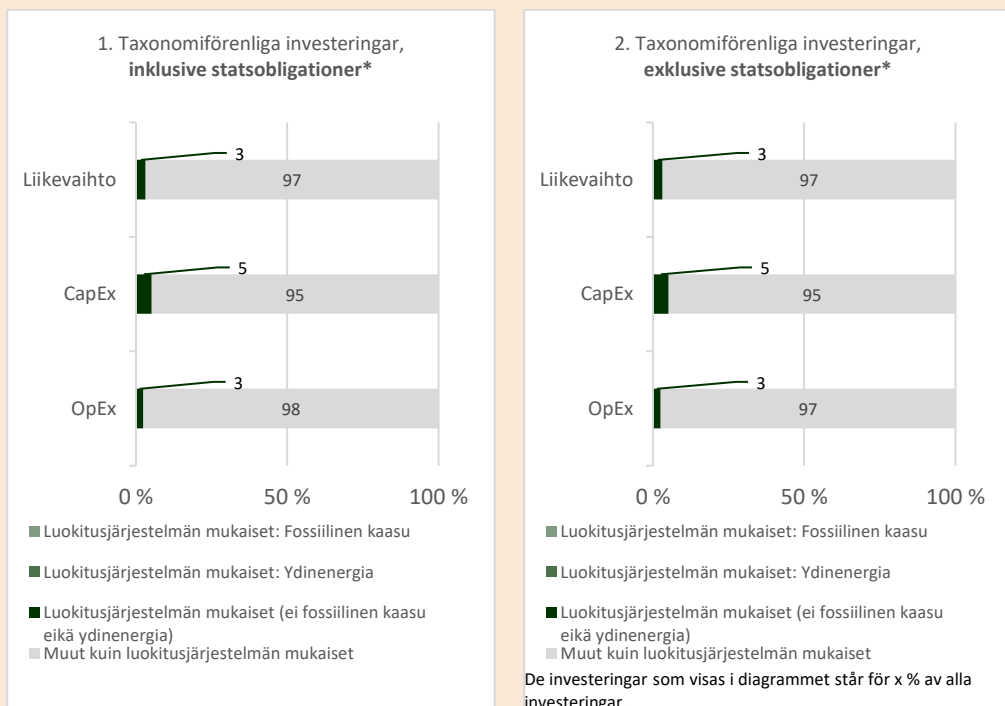 1. Taxonomiförenliga investeringar,
inklusive statsobligationer*
Liikevaihto
3
97
CapEx
5
95
OpEx
3
98
0 %
50 %
100 %
Luokitusjärjestelmän mukaiset: Fossiilinen kaasu
Luokitusjärjestelmän mukaiset: Ydinenergia
Luokitusjärjestelmän mukaiset (ei fossiilinen kaasu
eikä ydinenergia)
Muut kuin luokitusjärjestelmän mukaiset
2. Taxonomiförenliga investeringar,
exklusive statsobligationer*
Liikevaihto
3
97
CapEx
5
95
OpEx
3
97
0 %
50 %
100 %
Luokitusjärjestelmän mukaiset: Fossiilinen kaasu
Luokitusjärjestelmän mukaiset: Ydinenergia
Luokitusjärjestelmän mukaiset (ei fossiilinen kaasu
eikä ydinenergia)
Muut kuin luokitusjärjestelmän mukaiset
De investeringar som visas i diagrammet står för x % av alla
investeringar